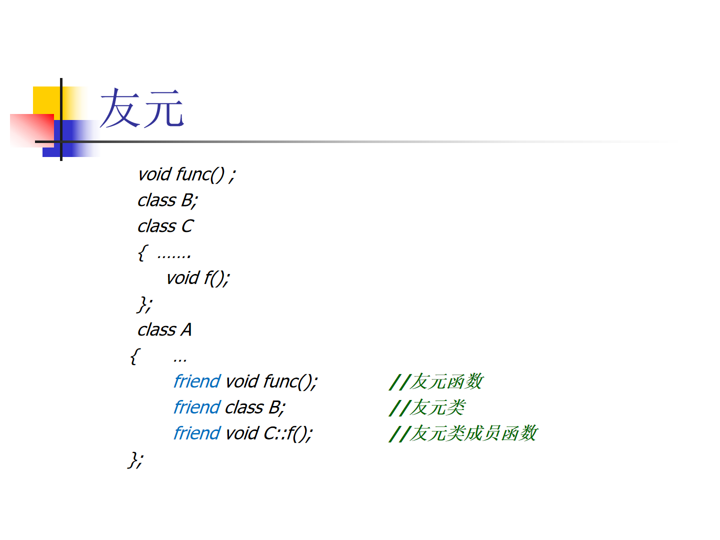 友元
void func() ;
class B;
class C
{ …….
void f();
};
class A
{ …
friend void func(); //友元函数
friend class B; //友元类
friend void C::f(); //友元类成员函数
};